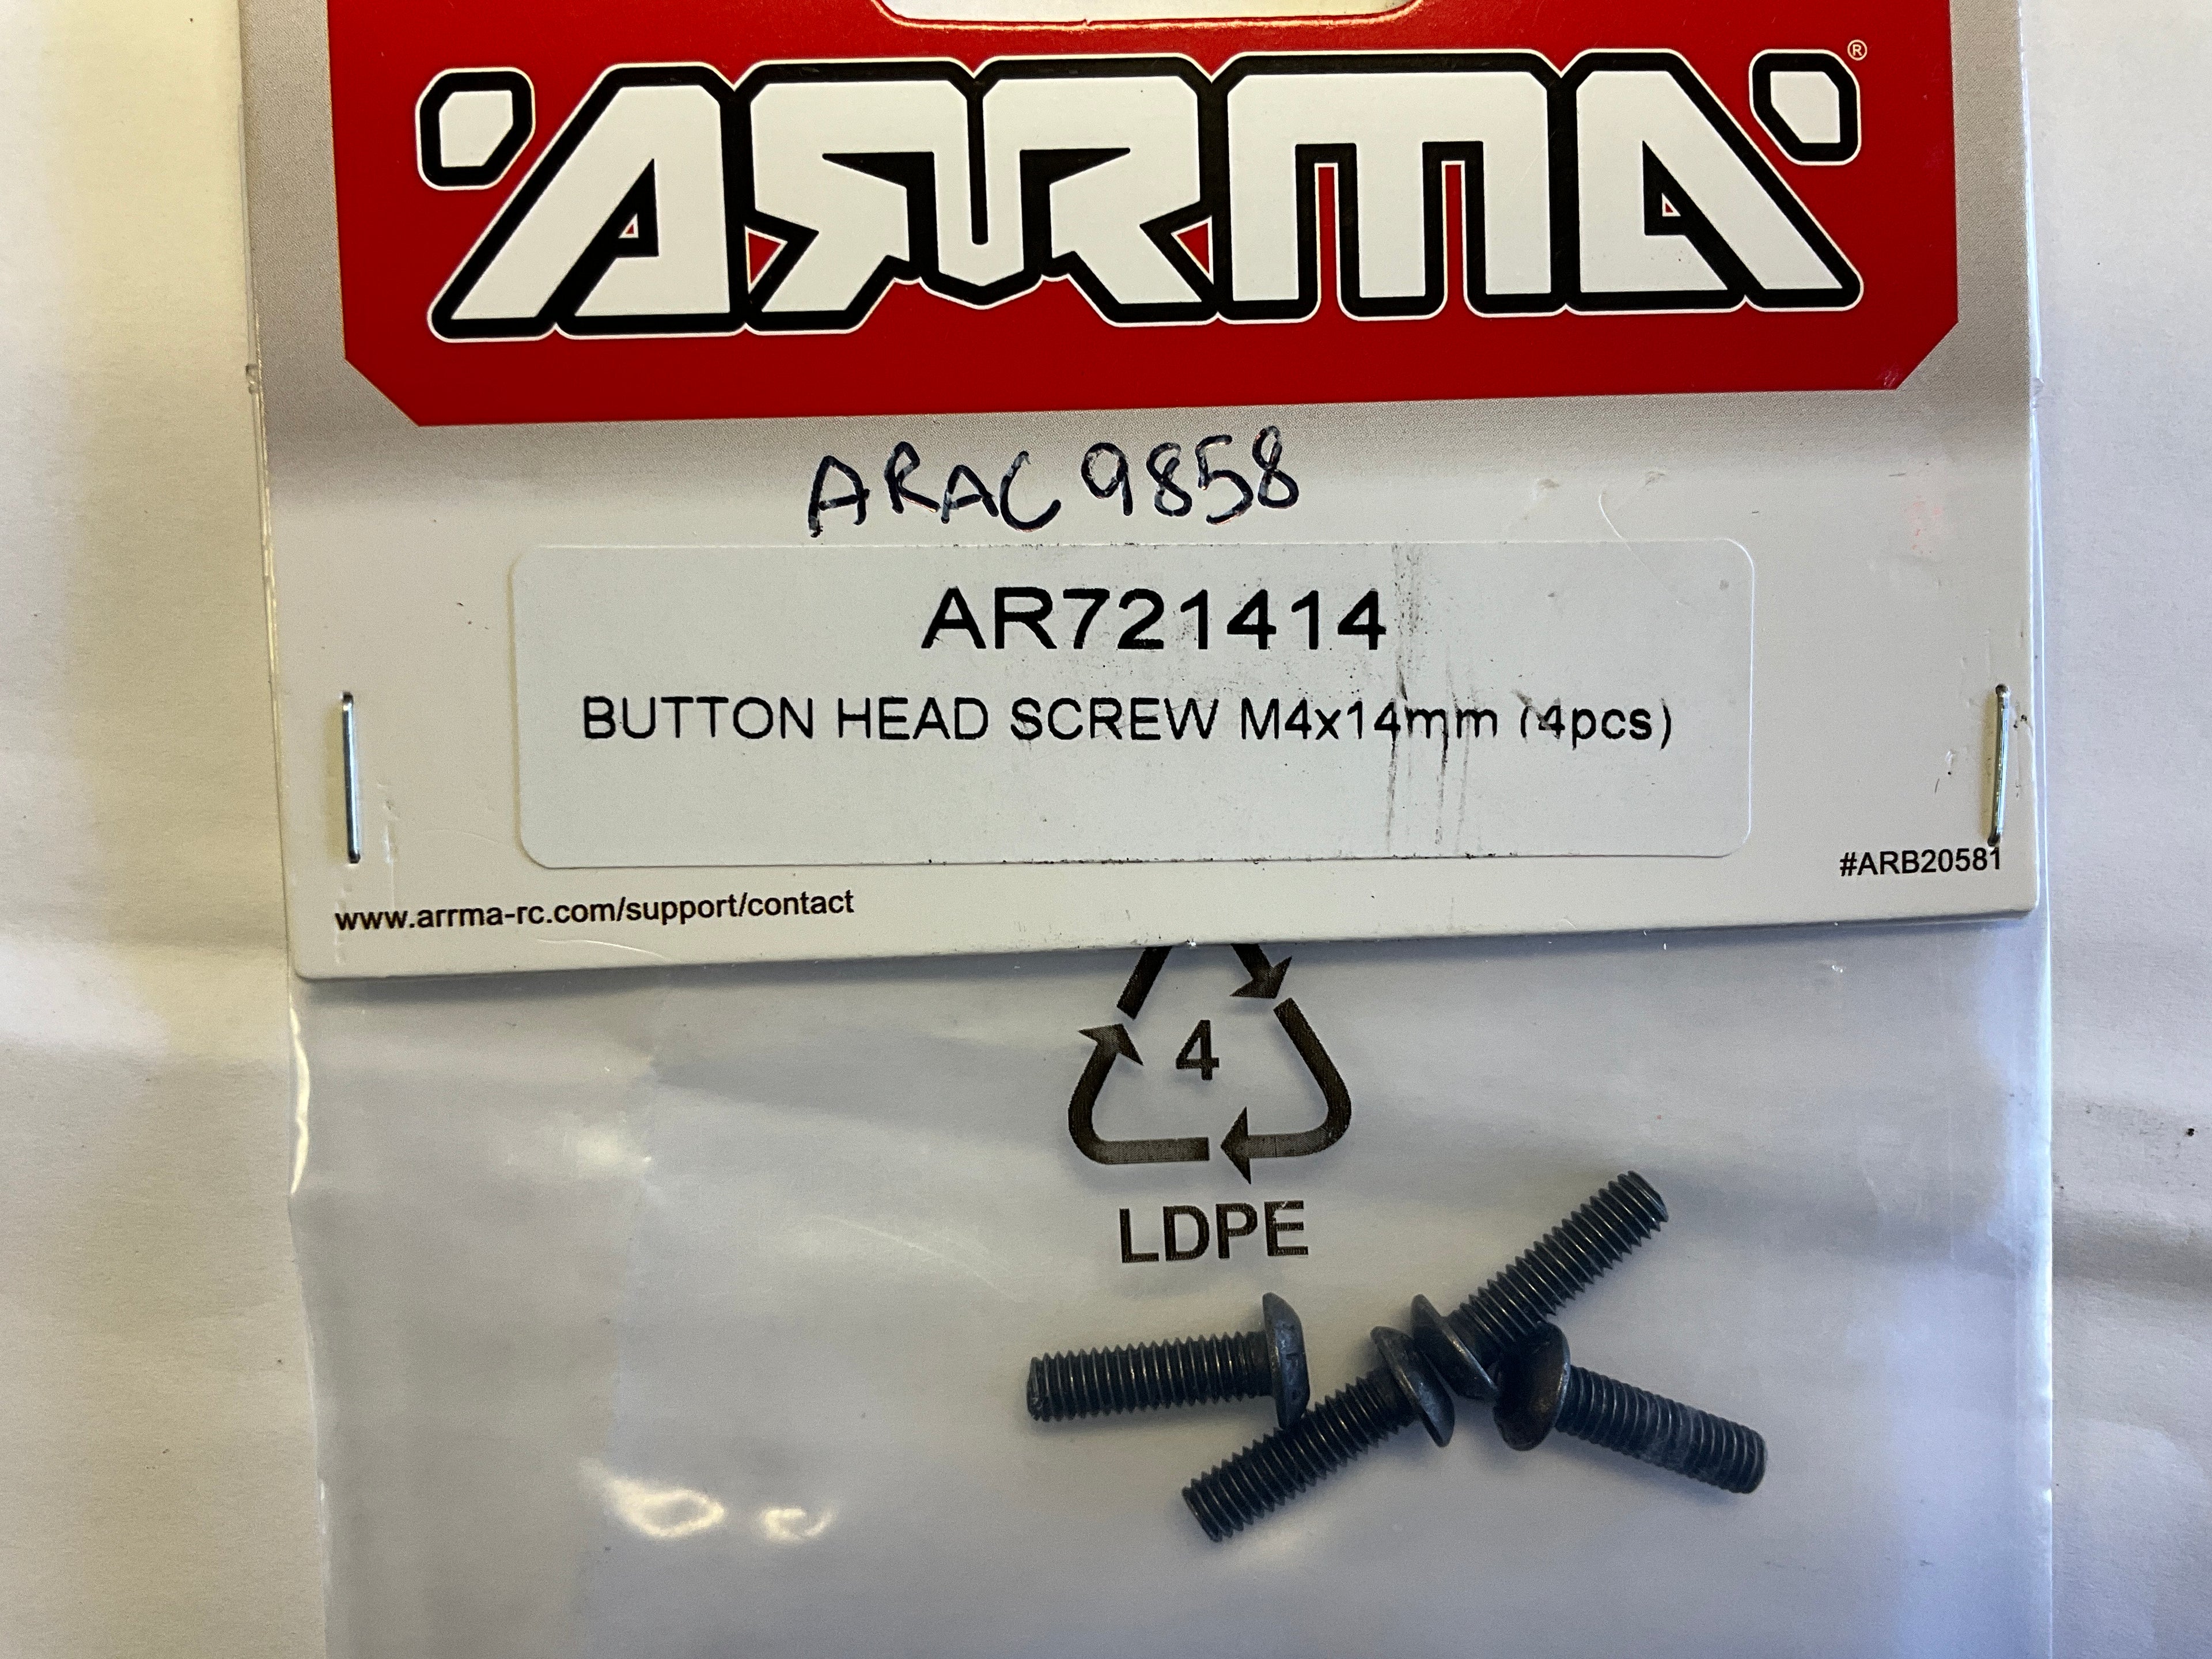 ARRMA®
ARAC9858
AR721414
BUTTON HEAD SCREW M4x14mm (4pcs)
#ARB20581
www.arrma-rc.com/support/contact
4
LDPE